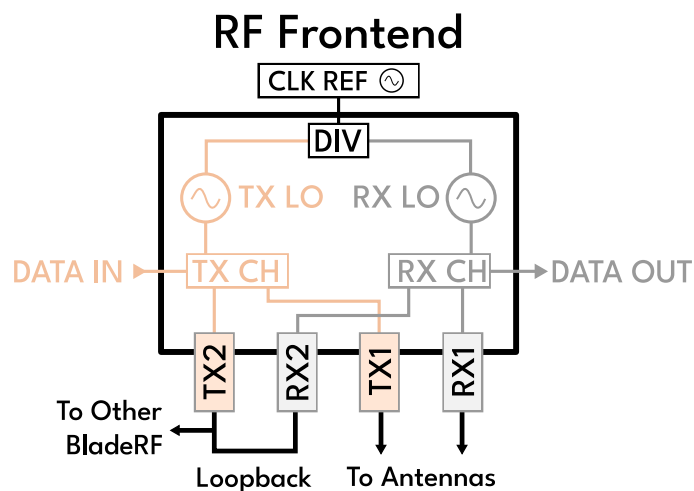 RF Frontend
CLK REF
DIV
TX LO
RX LO
DATA IN
TX CH
RX CH
DATA OUT
TX2
RX2
TX1
RX1
To Other
BladeRF
Loopback
To Antennas